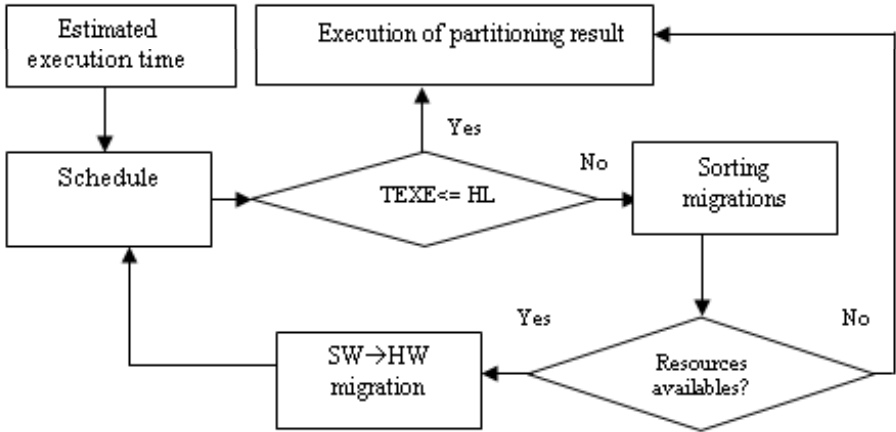 Estimated
execution time
Execution of partitioning result
Yes
No
Schedule
TEXE<= HL
Sorting
migrations
Yes
No
SW→HW
migration
Resources
availables?